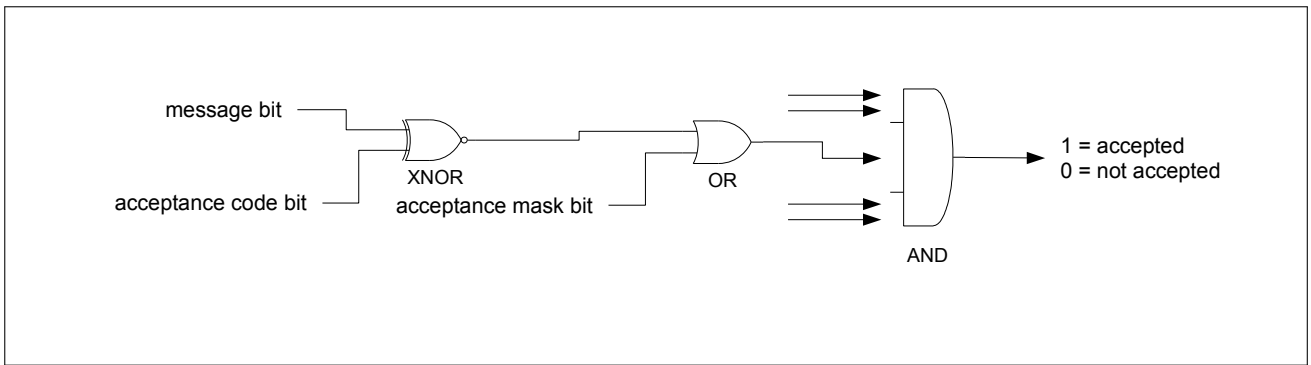 message bit
XNOR
acceptance code bit
acceptance mask bit
OR
AND
1 = accepted
0 = not accepted